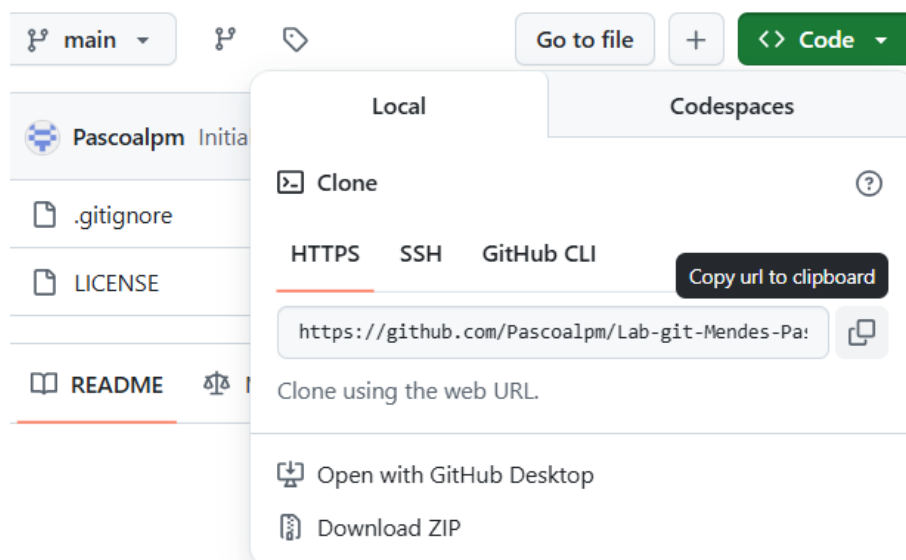 main
Go to file
Code
Local
Codespaces
Pascoalpm Initia
Clone
.gitignore
HTTPS SSH GitHub CLI
Copy url to clipboard
LICENSE
https://github.com/Pascoalpm/Lab-git-Mendes-Pa
README
Clone using the web URL.
Open with GitHub Desktop
Download ZIP